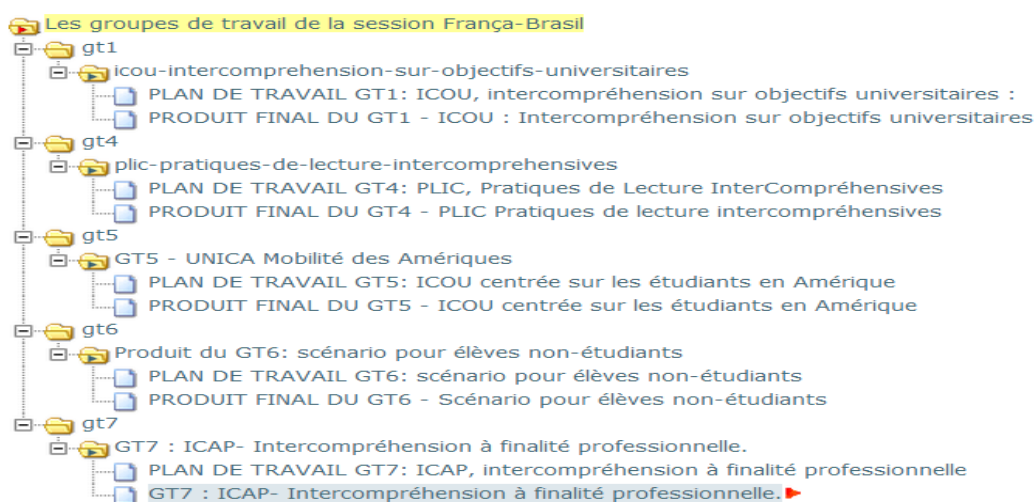 Les groupes de travail de la session França-Brasil
gt1
icou-intercomprehension-sur-objectifs-universitaires
PLAN DE TRAVAIL GT1: ICOU, intercompréhension sur objectifs universitaires :
PRODUIT FINAL DU GT1 - ICOU : Intercompréhension sur objectifs universitaires
gt4
plic-pratiques-de-lecture-intercomprehensives
PLAN DE TRAVAIL GT4: PLIC, Pratiques de Lecture InterCompréhensives
PRODUIT FINAL DU GT4 - PLIC Pratiques de lecture intercompréhensives
gt5
GT5 - UNICA Mobilité des Amériques
PLAN DE TRAVAIL GT5: ICOU centrée sur les étudiants en Amérique
PRODUIT FINAL DU GT5 - ICOU centrée sur les étudiants en Amérique
gt6
Produit du GT6: scénario pour élèves non-étudiants
PLAN DE TRAVAIL GT6: scénario pour élèves non-étudiants
PRODUIT FINAL DU GT6 - Scénario pour élèves non-étudiants
gt7
GT7 : ICAP- Intercompréhension à finalité professionnelle.
PLAN DE TRAVAIL GT7: ICAP, intercompréhension à finalité professionnelle
GT7 : ICAP- Intercompréhension à finalité professionnelle.